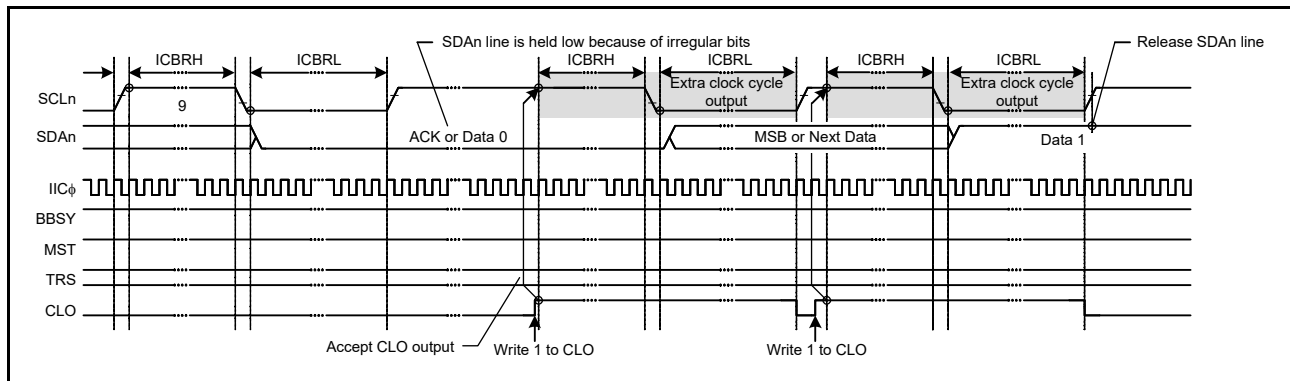 SDAn line is held low because of irregular bits
Release SDAn line
ICBRH
ICBRL
ICBRH
ICBRL
ICBRH
ICBRL
SCLn
9
Extra clock cycle
output
Extra clock cycle
output
SDAn
ACK or Data 0
MSB or Next Data
Data 1
IICϕ
BBSY
MST
TRS
CLO
Accept CLO output
Write 1 to CLO
Write 1 to CLO